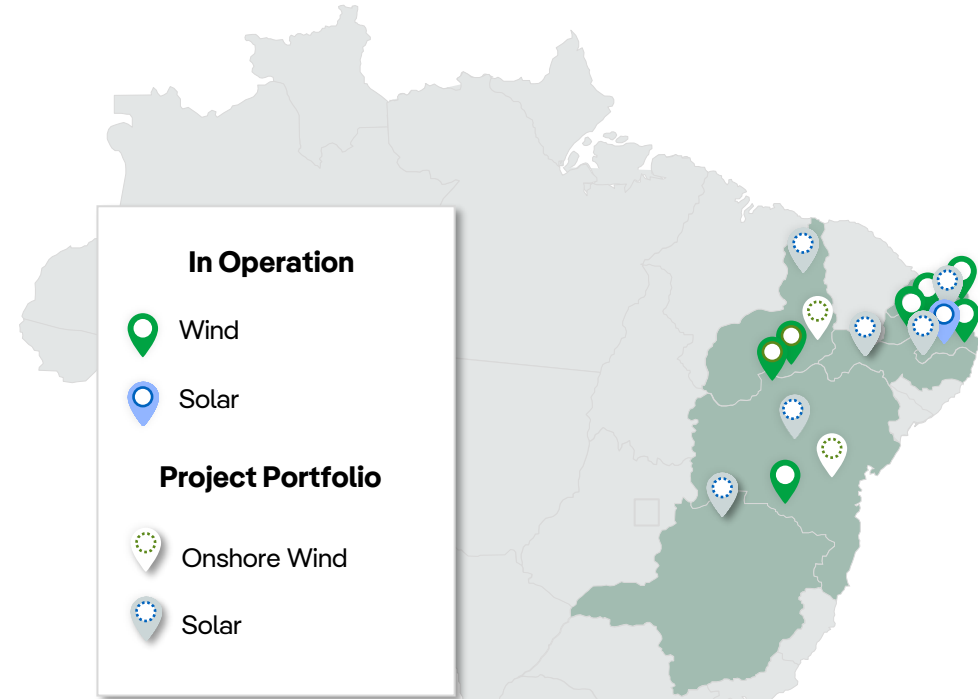 In Operation
Wind
Solar
Project Portfolio
Onshore Wind
Solar